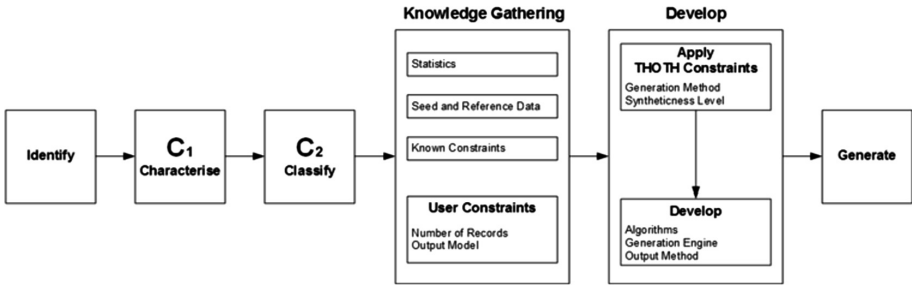 Knowledge Gathering
Develop
Identify
C1
Characterise
C2
Classify
Statistics
Seed and Reference Data
Known Constraints
User Constraints
Number of Records
Output Model
Apply
THOTH Constraints
Generation Method
Syntheticness Level
Develop
Algorithms
Generation Engine
Output Method
Generate